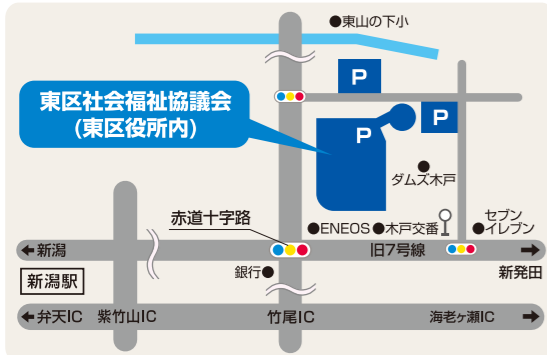 ●東山の下小
P
東区社会福祉協議会
(東区役所内)
P
P
ダムズ木戸
赤道十字路
●ENEOS ●木戸交番
セブン
●イレブン
←新潟
旧7号線
→
新発田
新潟駅
銀行●
←弁天IC 紫竹山IC 竹尾IC 海老ヶ瀬IC →